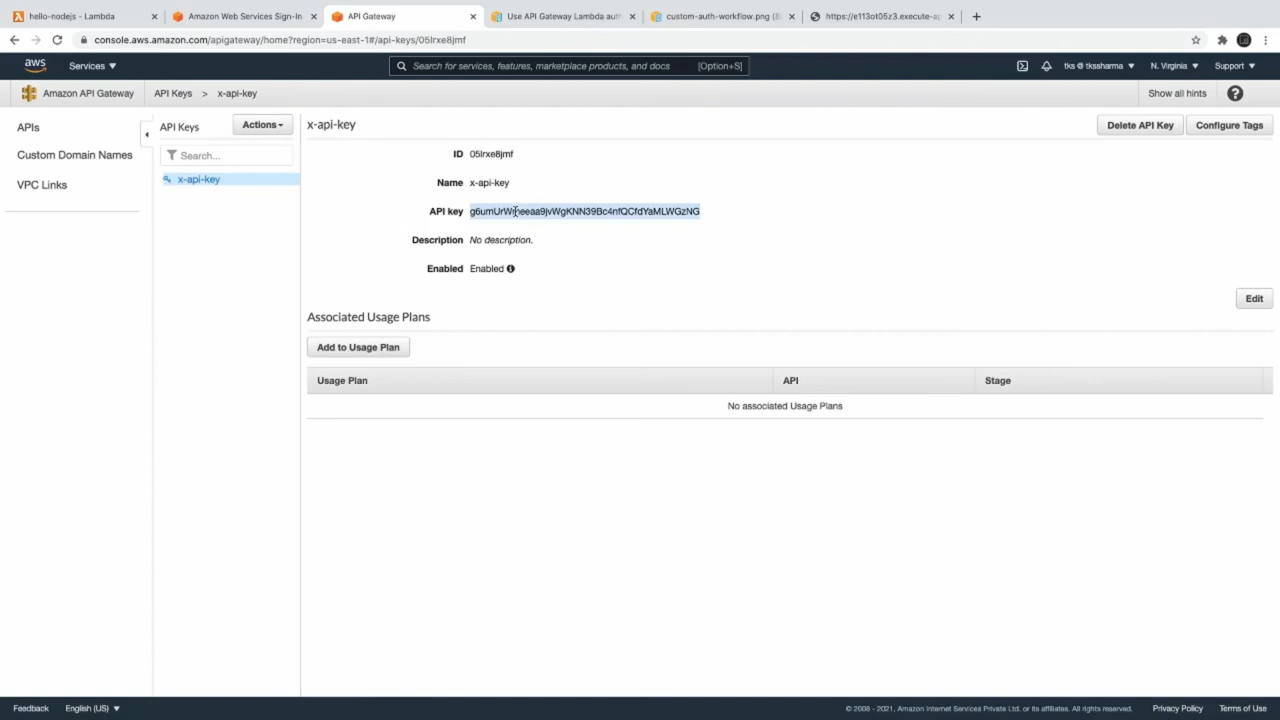 hello-nodejs - Lambda
Amazon Web Services Sign-In
API Gateway
Use API Gateway Lambda auth
custom-auth-workflow.png (8
https://e113ot05z3.execute-ap
console.aws.amazon.com/apigateway/home?region=us-east-1#/api-keys/05lrxe8jmf
aws
Services
Search for services, features, marketplace products, and docs
[Option+S]
tks @ tkssharma
N. Virginia
Support
Amazon API Gateway
API Keys > x-api-key
Show all hints
APIs
Custom Domain Names
VPC Links
API Keys
Actions
Search...
x-api-key
x-api-key
Delete API Key
Configure Tags
ID 05lrxe8jmf
Name x-api-key
API key
Description No description.
Enabled Enabled
Edit
Associated Usage Plans
Add to Usage Plan
Usage Plan API Stage
No associated Usage Plans
Feedback
English (US)
© 2008 - 2021, Amazon Internet Services Private Ltd. or its affiliates. All rights reserved.
Privacy Policy
Terms of Use